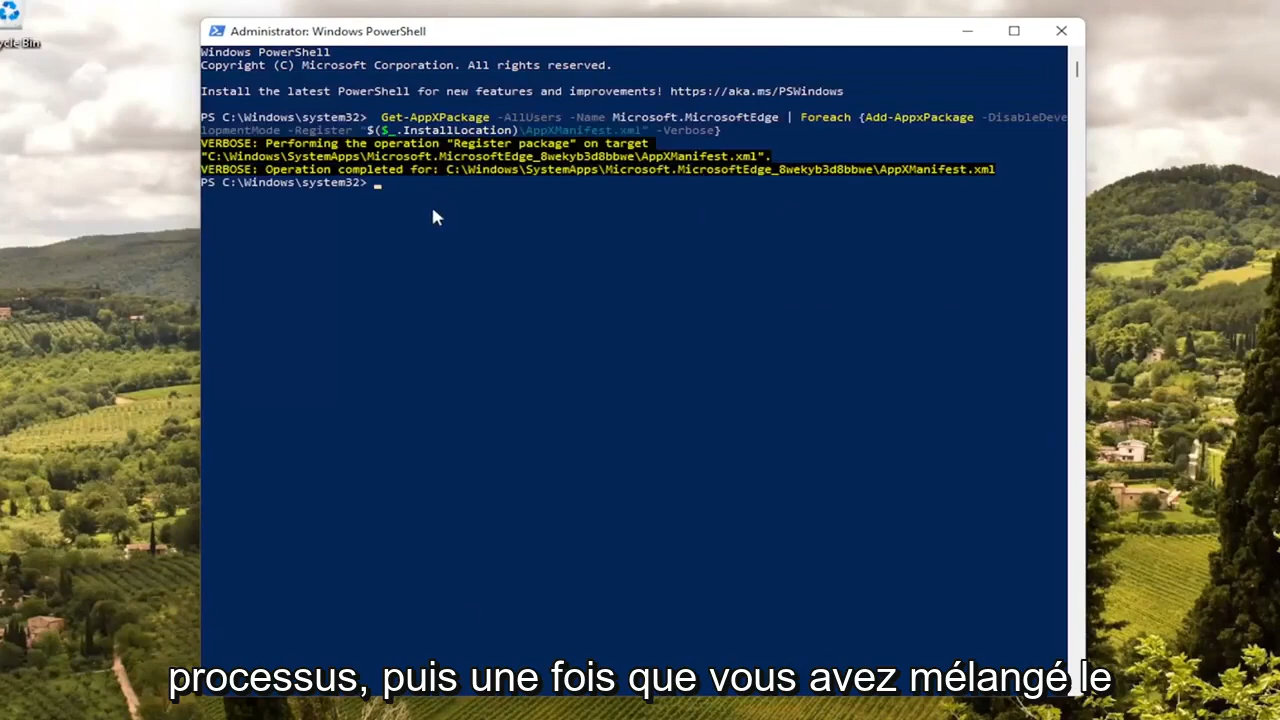 Administrator: Windows PowerShell
ycle Bin
Windows PowerShell
Copyright (C) Microsoft Corporation. All rights reserved.
Install the latest PowerShell for new features and improvements! https://aka.ms/PSWindows
PS C:\Windows\system32>  Get-AppXPackage -AllUsers -Name Microsoft.MicrosoftEdge | Foreach {Add-AppxPackage -DisableDeve
lopmentMode -Register "$($_.InstallLocation)\AppXManifest.xml" -Verbose}
VERBOSE: Performing the operation "Register package" on target
"C:\Windows\SystemApps\Microsoft.MicrosoftEdge_8wekyb3d8bbwe\AppXManifest.xml".
VERBOSE: Operation completed for: C:\Windows\SystemApps\Microsoft.MicrosoftEdge_8wekyb3d8bbwe\AppXManifest.xml
PS C:\Windows\system32>
processus, puis une fois que vous avez mélangé le